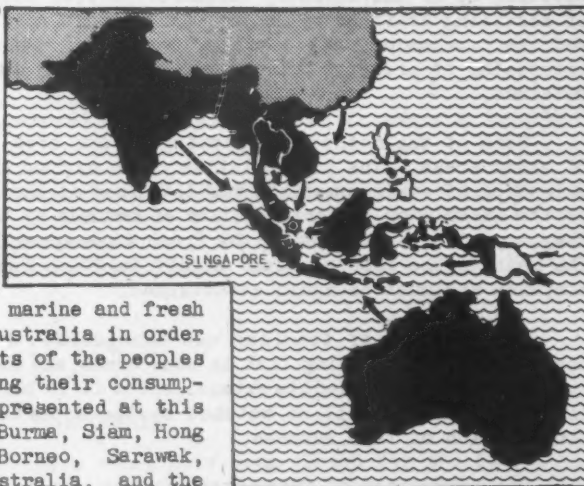 SINGAPORE
marine and fresh
ustralia in order
ts of the peoples
ng their consump-
presented at this
Burma, Siam, Hong
Borneo, Sarawak,
stralia, and the